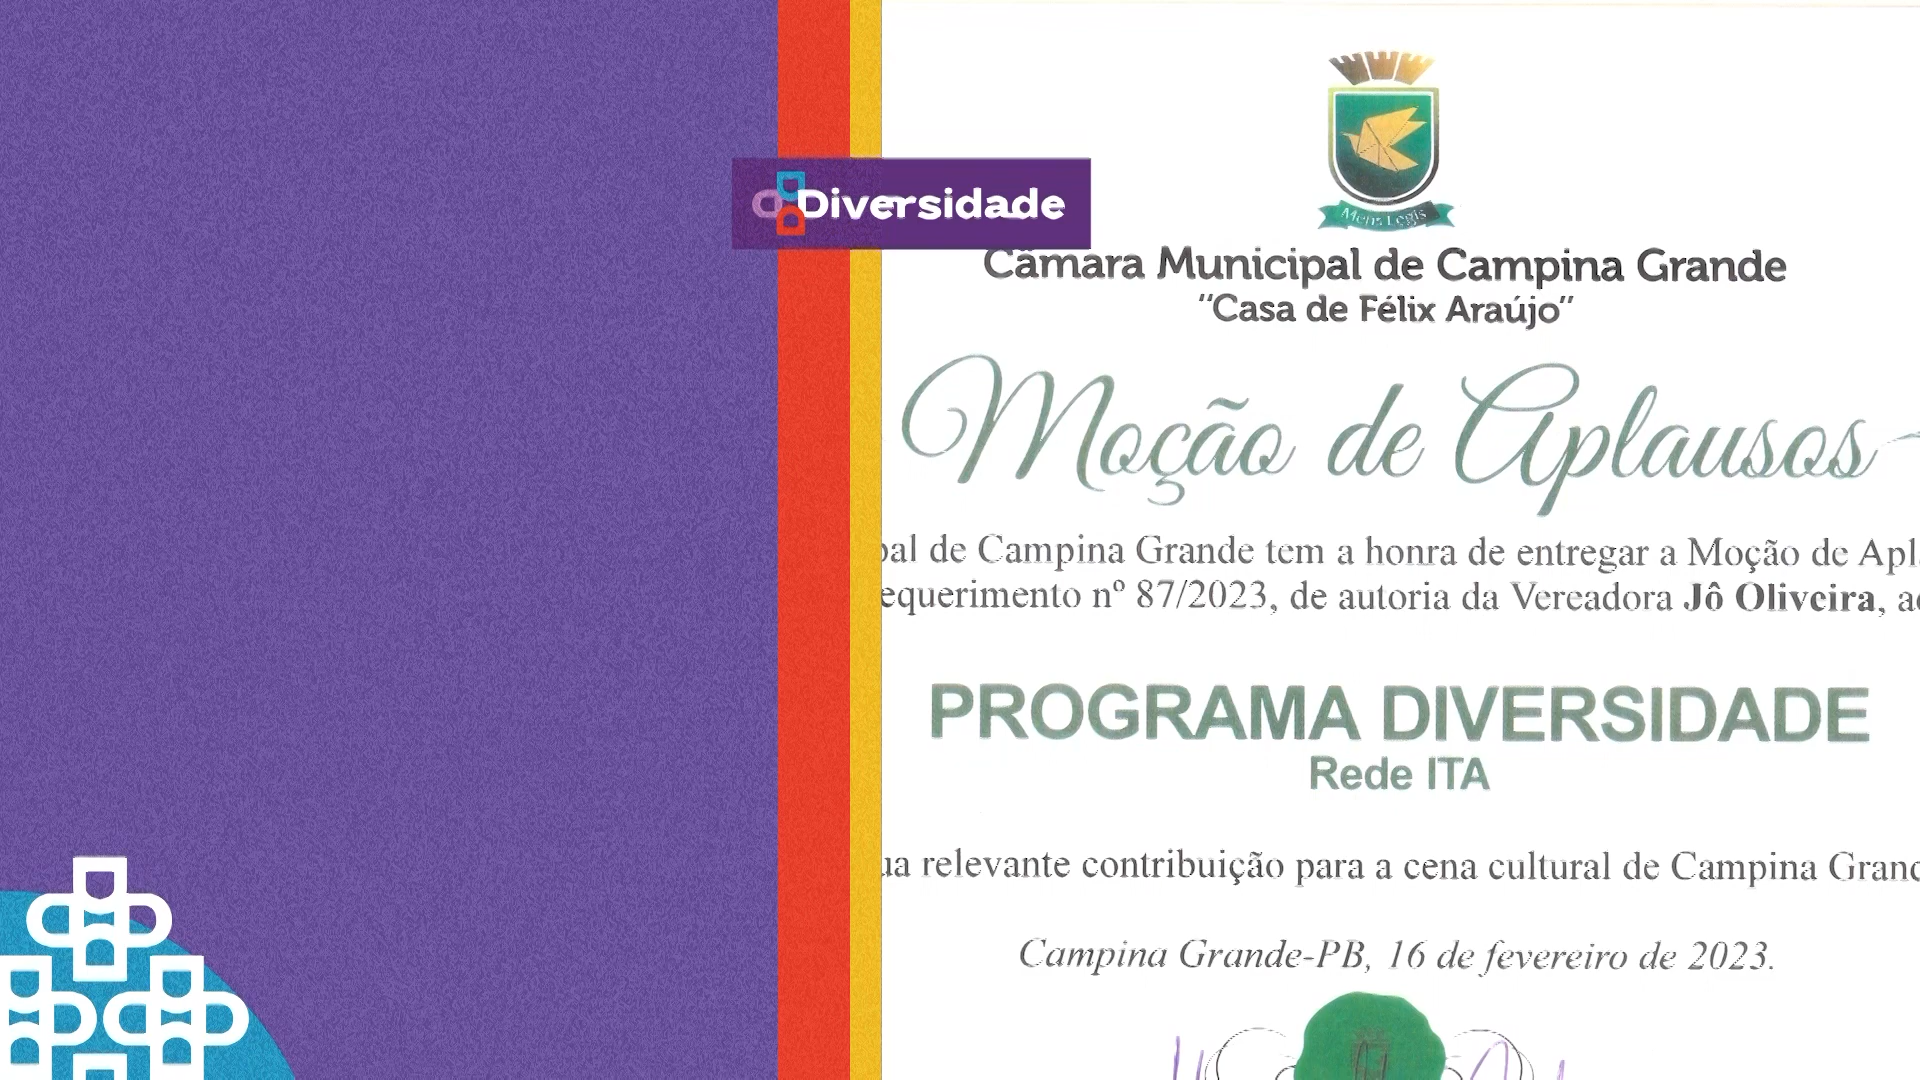 Diversidade
Mens Legis
Câmara Municipal de Campina Grande
"Casa de Félix Araújo"
Moção de Aplausos
pal de Campina Grande tem a honra de entregar a Moção de Apl
equerimento nº 87/2023, de autoria da Vereadora Jô Oliveira, ao
PROGRAMA DIVERSIDADE
Rede ITA
ua relevante contribuição para a cena cultural de Campina Grand
Campina Grande-PB, 16 de fevereiro de 2023.